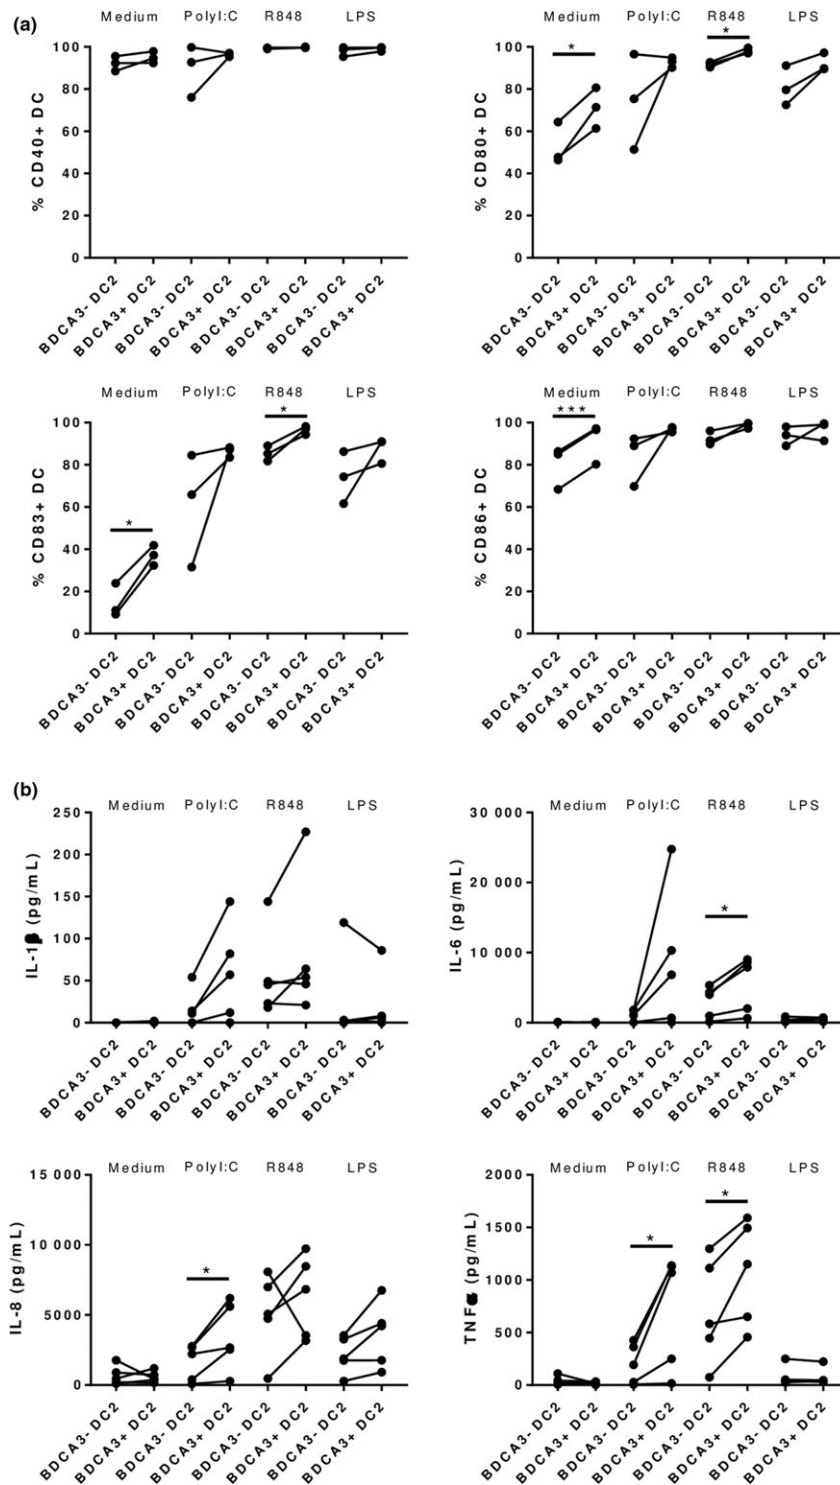 (a)
Medium PolyI:C R848 LPS
% CD40+ DC
100
80
60
40
20
0
BDCA3- DC2
BDCA3+ DC2
BDCA3- DC2
BDCA3+ DC2
BDCA3- DC2
BDCA3+ DC2
BDCA3- DC2
BDCA3+ DC2
Medium PolyI:C R848 LPS
* *
% CD80+ DC
100
80
60
40
20
0
BDCA3- DC2
BDCA3+ DC2
BDCA3- DC2
BDCA3+ DC2
BDCA3- DC2
BDCA3+ DC2
BDCA3- DC2
BDCA3+ DC2
Medium PolyI:C R848 LPS
* *
% CD83+ DC
100
80
60
40
20
0
BDCA3- DC2
BDCA3+ DC2
BDCA3- DC2
BDCA3+ DC2
BDCA3- DC2
BDCA3+ DC2
BDCA3- DC2
BDCA3+ DC2
Medium PolyI:C R848 LPS
***
% CD86+ DC
100
80
60
40
20
0
BDCA3- DC2
BDCA3+ DC2
BDCA3- DC2
BDCA3+ DC2
BDCA3- DC2
BDCA3+ DC2
BDCA3- DC2
BDCA3+ DC2
(b)
Medium PolyI:C R848 LPS
IL-1β (pg/mL)
250
200
150
100
50
0
BDCA3- DC2
BDCA3+ DC2
BDCA3- DC2
BDCA3+ DC2
BDCA3- DC2
BDCA3+ DC2
BDCA3- DC2
BDCA3+ DC2
Medium PolyI:C R848 LPS
*
IL-6 (pg/mL)
30 000
20 000
10 000
0
BDCA3- DC2
BDCA3+ DC2
BDCA3- DC2
BDCA3+ DC2
BDCA3- DC2
BDCA3+ DC2
BDCA3- DC2
BDCA3+ DC2
Medium PolyI:C R848 LPS
*
IL-8 (pg/mL)
15 000
10 000
5000
0
BDCA3- DC2
BDCA3+ DC2
BDCA3- DC2
BDCA3+ DC2
BDCA3- DC2
BDCA3+ DC2
BDCA3- DC2
BDCA3+ DC2
Medium PolyI:C R848 LPS
* *
TNFα (pg/mL)
2000
1500
1000
500
0
BDCA3- DC2
BDCA3+ DC2
BDCA3- DC2
BDCA3+ DC2
BDCA3- DC2
BDCA3+ DC2
BDCA3- DC2
BDCA3+ DC2